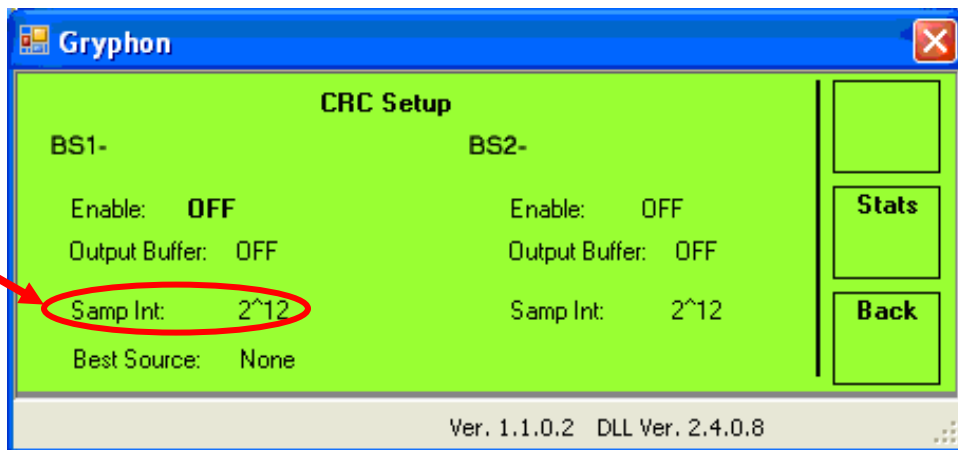 Gryphon
CRC Setup
BS1- BS2-
Enable: OFF Enable: OFF Stats
Output Buffer: OFF Output Buffer: OFF
Samp Int: 2^12 Samp Int: 2^12 Back
Best Source: None
Ver. 1.1.0.2 DLL Ver. 2.4.0.8